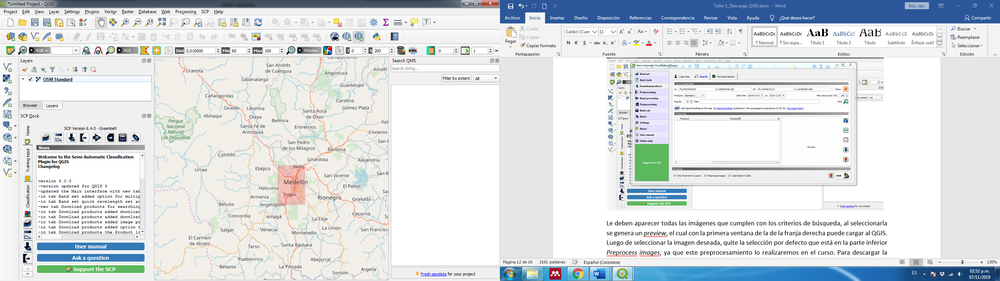 *Untitled Project - QGIS
Project Edit View Layer Settings Plugins Vector Raster Database Web Processing SCP Help
RGB =
ROI
Dist 0,010000
Min 60
Max 100
Preview
T 0
S 200
KML
0
1
»
Layers
OSM Standard
Browser
Layers
SCP Dock
Home
Training input
Classification
SCP Version 6.4.0 - Greenbelt
News
Welcome to the Semi-Automatic Classification
Plugin for QGIS
Changelog
version 6.0.0
-version updated for QGIS 3
-updated the Main interface with new tab
-in tab Band set added option for multip
-in tab Band set quick wavelength set ad
-new tab Download products for searching
-in tab Download products added download
-in tab Download products added download
-in tab Download products added image pr
-in tab Download products added option t
-in tab Download products the Product li
User manual
Ask a question
Support the SCP
Campamento
San Andrés
de Cuerquia
Uramita
Angostura
Amalfi
Sabanalarga
Guadalupe
Cañasgordas
Carolina
Giraldo
Liborina
Gómez Plata
Santa Rosa
de Osos
Abriaquí
Olaya
Belmira
Parque
Nacional
Natural
Las Orquídeas
Santa Fe de
Antioquia
Entrerríos
Cisneros
San Pedro
de los Milagros
Barbosa
Caicedo
Girardota
Alejandría
Urrao
Ebéjico
Bello
San Vicente
Medellín
Heliconia
El Peñol
Itagüí
Armenia
Rionegro
Granada
Betulia
Angelópolis
Concordia
Amagá
Cocorná
La Ceja
Salgar
Venecia
La Unión
Montebello
San Francisco
El Carmen
de Atrato
Tarso
Santa Bárbara
Pueblorrico
Abejorral
Betania
La Pintada
Argelia
Sonsón
Search QMS
Search string...
Filter by extent
All
Fresh geodata for your project
Taller 1_Descarga_QGIS.docx - Word
Inic. ses.
Archivo Inicio Insertar Diseño Disposición Referencias Correspondencia Revisar Vista Ayuda ¿Qué desea hacer?
Compartir
Pegar
Cortar
Copiar
Copiar formato
Portapapeles
Calibri (Cuer 11
N K S abc x₂ x²
Fuente
Párrafo
AaBbCcDc AaBbCcDc AaB AaBbCcI AaB AaBbCcD AaBbCcDc
¶ Normal ¶ Sin espa... Título 1 Título 2 Título Subtítulo Énfasis sutil
Estilos
Buscar
Reemplazar
Seleccionar
Edición
Semi-Automatic Classification Plugin
Band set
Basic tools
Download products
Preprocessing
Band processing
Postprocessing
Band calc
Batch
Settings
About
User manual
Online help
Support the SCP
Login data
Search
Download options
Search parameters
UL -75.67924392055 6.3408283781160 LR -75.51893637213 6.1103994851496 Show
Products Sentinel-2 Date from 2016-01-01 to 2019-11-07 Max cloud cover (%) 100
Results 20 Filter Find
OSM Add OpenStreetMap to the map (© OpenStreetMap contributors. The cartography is licensed as CC BY-SA. Tile Usage Policy)
Product list
Product ProductID A
Preview
Download
Only if preview in Layers Preprocess images Load bands in QGIS
RUN
User manual
Ask a question
Support the SCP
Fresh geodata for your project
Le deben aparecer todas las imágenes que cumplen con los criterios de búsqueda, al seleccionarla
se genera un preview, el cual con la primera ventana de la de la franja derecha puede cargar al QGIS.
Luego de seleccionar la imagen deseada, quite la selección por defecto que está en la parte inferior
Preprocess images, ya que este preprocesamiento lo realizaremos en el curso. Para descargar la
Página 12 de 16 3161 palabras Español (Colombia)
130%
ES
02:52 p.m.
07/11/2019